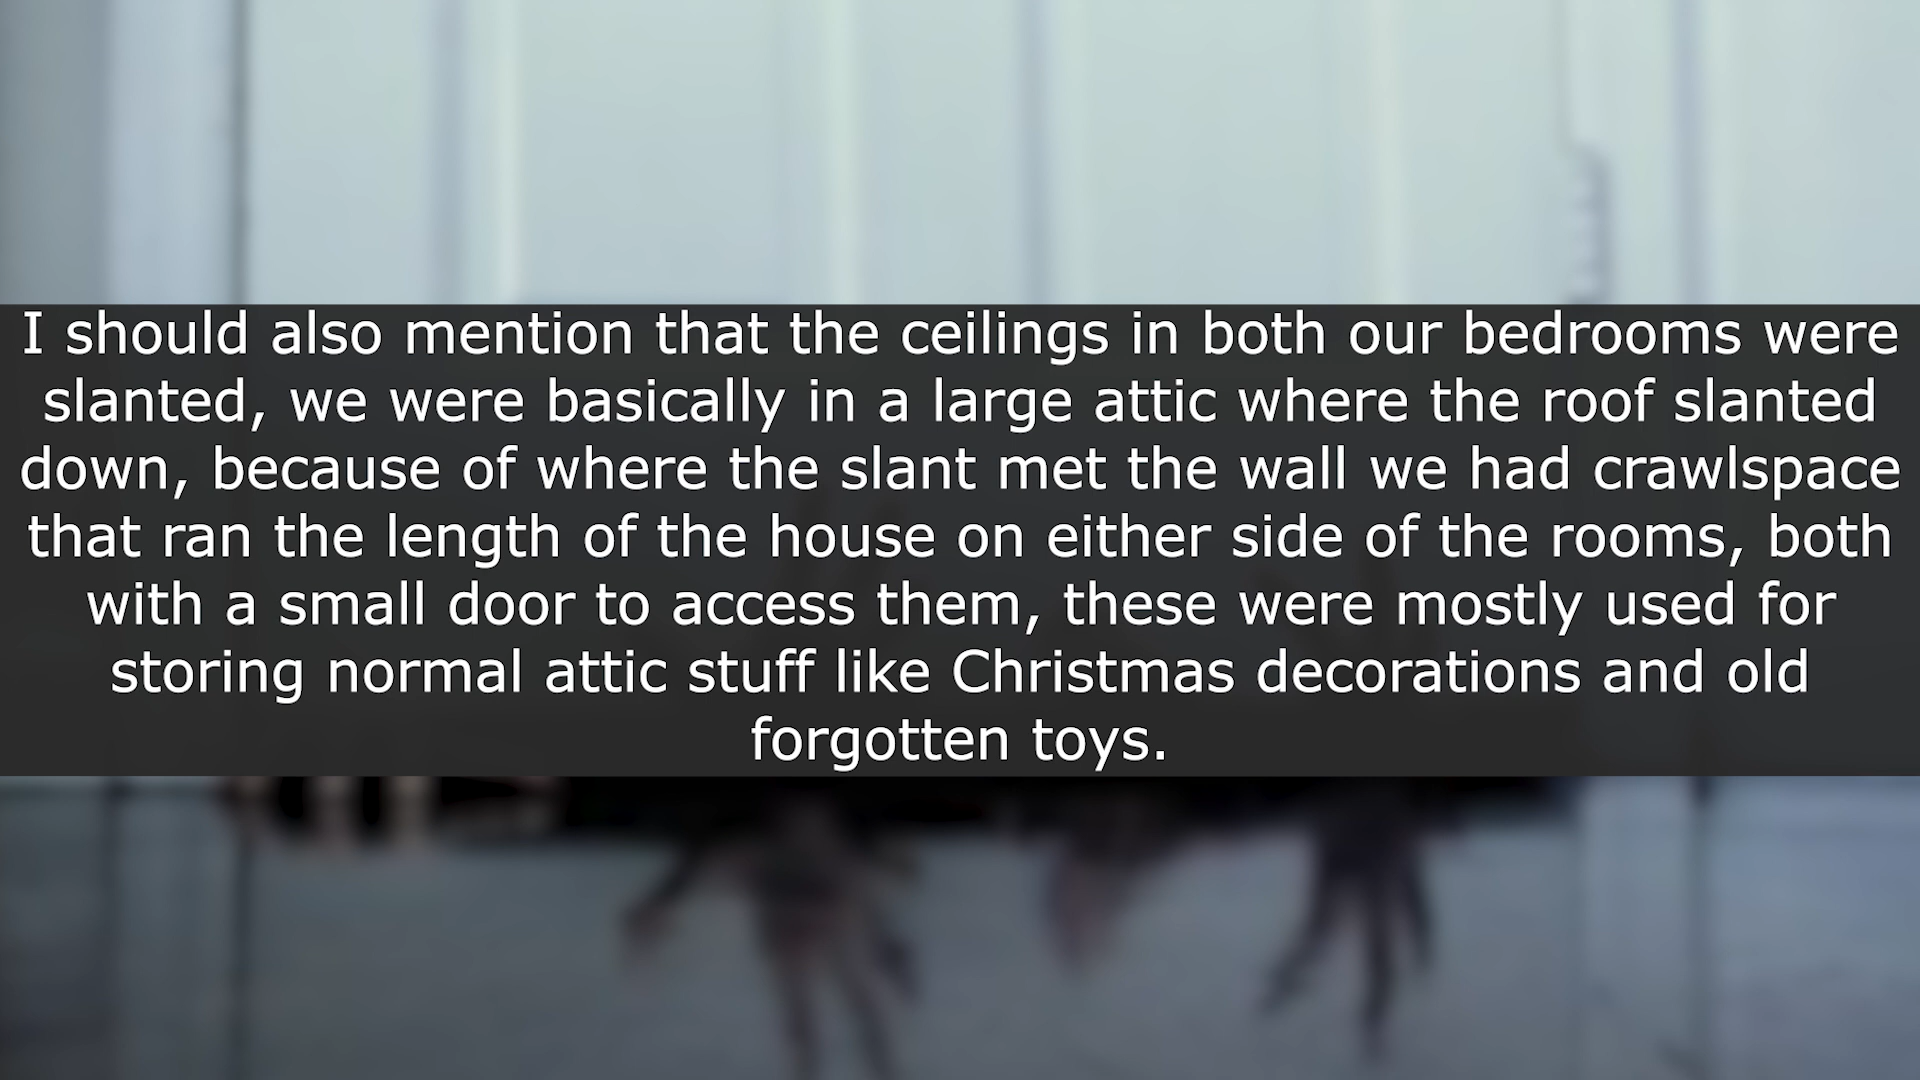 I should also mention that the ceilings in both our bedrooms were
slanted, we were basically in a large attic where the roof slanted
down, because of where the slant met the wall we had crawlspace
that ran the length of the house on either side of the rooms, both
with a small door to access them, these were mostly used for
storing normal attic stuff like Christmas decorations and old
forgotten toys.